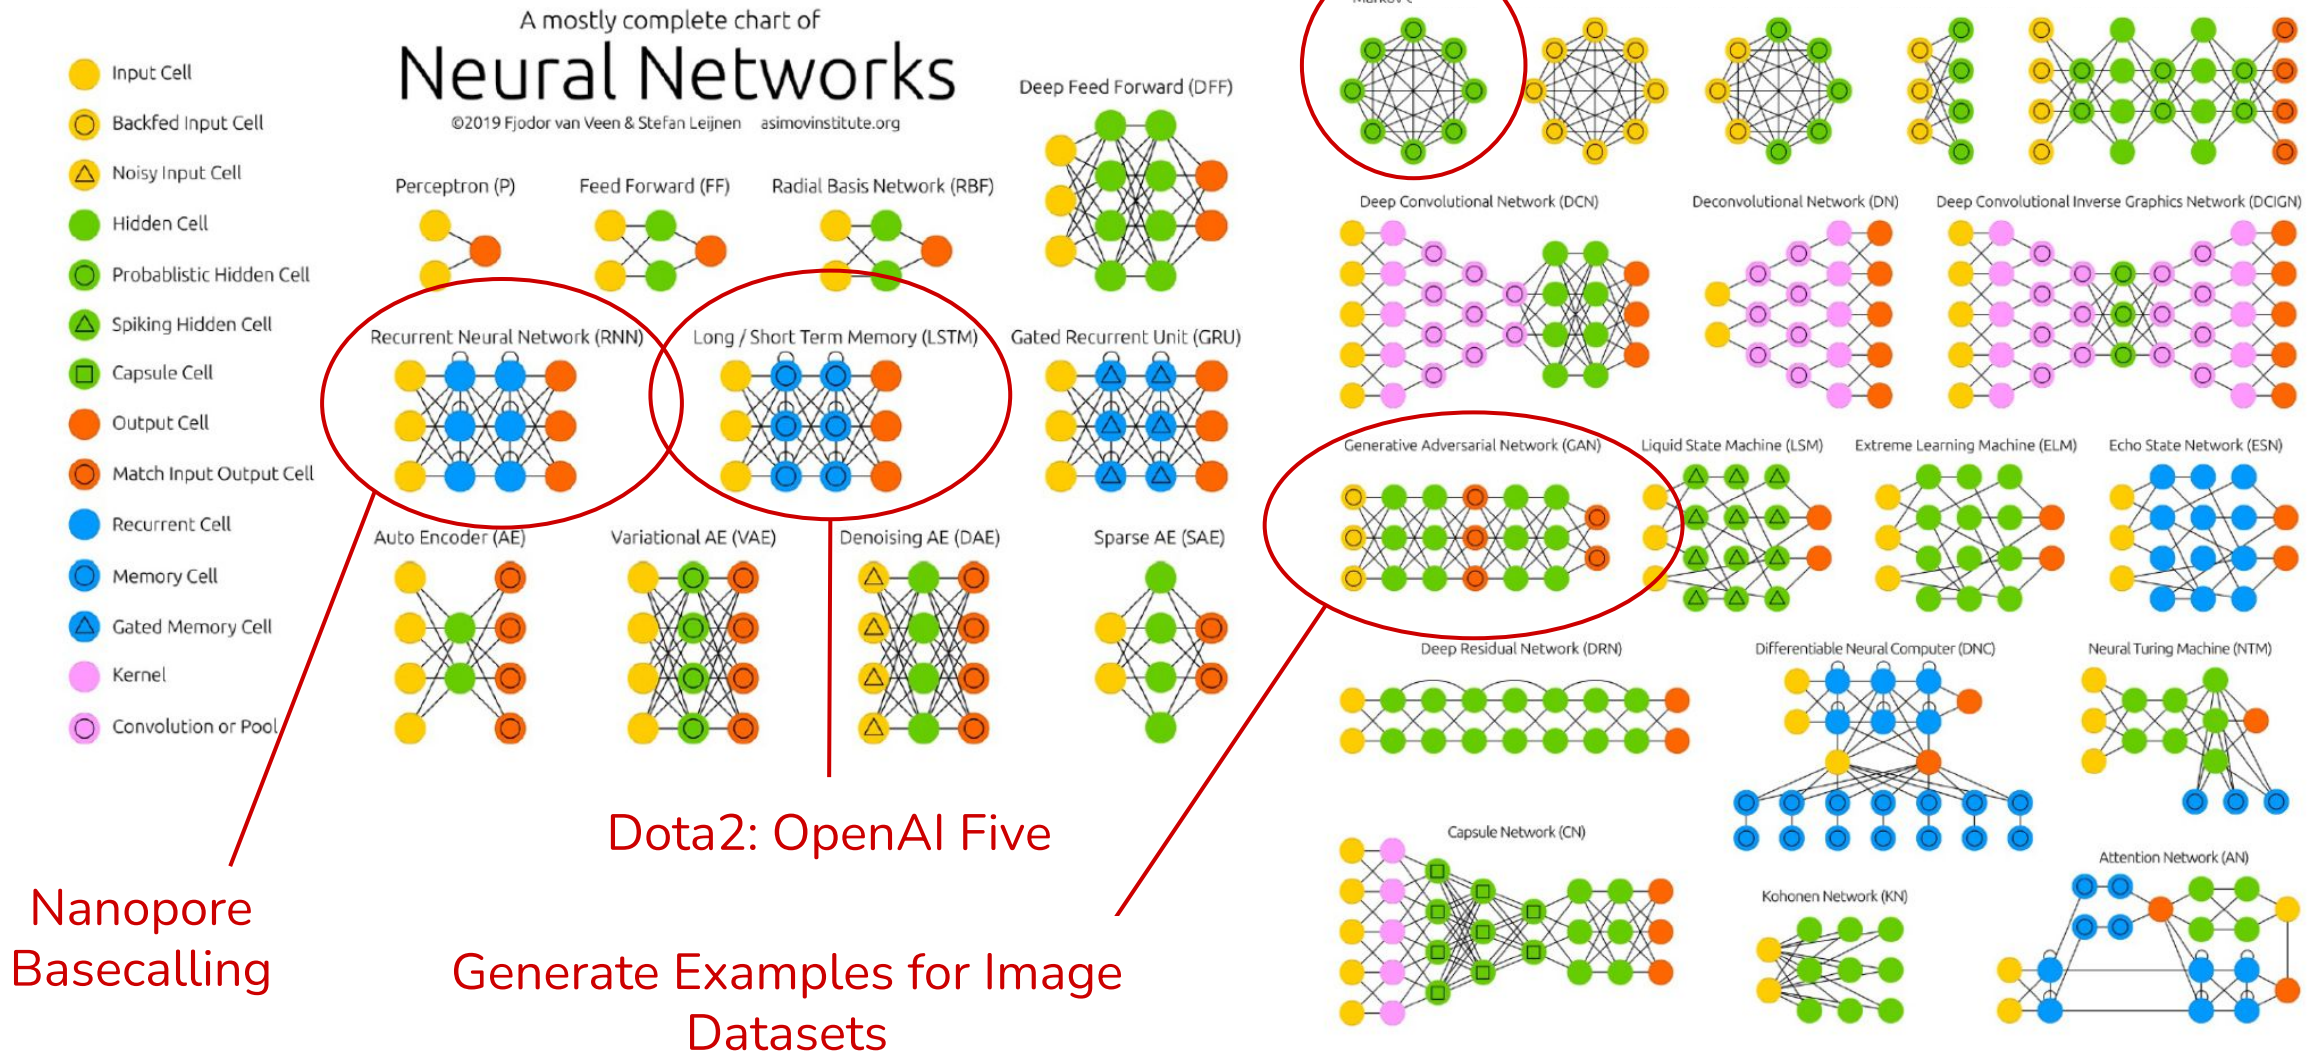 A mostly complete chart of
Neural Networks
©2019 Fjodor van Veen & Stefan Leijnen asimovinstitute.org
Input Cell
Backfed Input Cell
Noisy Input Cell
Hidden Cell
Probablistic Hidden Cell
Spiking Hidden Cell
Capsule Cell
Output Cell
Match Input Output Cell
Recurrent Cell
Memory Cell
Gated Memory Cell
Kernel
Convolution or Pool
Deep Feed Forward (DFF)
Perceptron (P)
Feed Forward (FF)
Radial Basis Network (RBF)
Recurrent Neural Network (RNN)
Long / Short Term Memory (LSTM)
Gated Recurrent Unit (GRU)
Auto Encoder (AE)
Variational AE (VAE)
Denoising AE (DAE)
Sparse AE (SAE)
Deep Convolutional Network (DCN)
Deconvolutional Network (DN)
Deep Convolutional Inverse Graphics Network (DCIGN)
Generative Adversarial Network (GAN)
Liquid State Machine (LSM)
Extreme Learning Machine (ELM)
Echo State Network (ESN)
Deep Residual Network (DRN)
Differentiable Neural Computer (DNC)
Neural Turing Machine (NTM)
Capsule Network (CN)
Kohonen Network (KN)
Attention Network (AN)
Nanopore
Basecalling
Dota2: OpenAI Five
Generate Examples for Image
Datasets